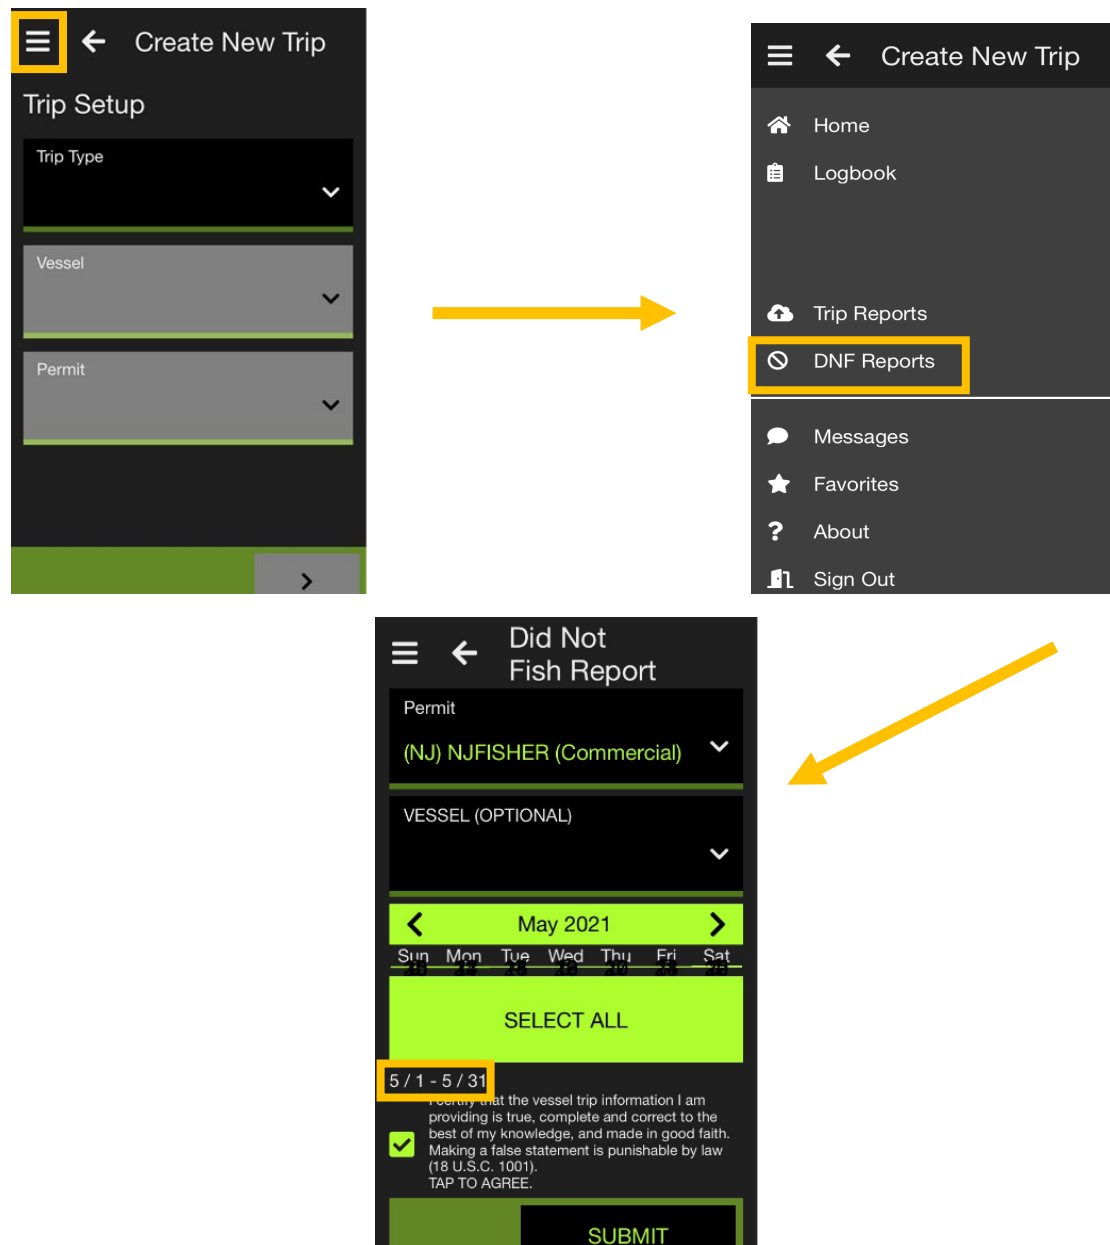 Create New Trip
Trip Setup
Trip Type
Vessel
Permit
Create New Trip
Home
Logbook
Trip Reports
DNF Reports
Messages
Favorites
About
Sign Out
Did Not
Fish Report
Permit
(NJ) NJFISHER (Commercial)
VESSEL (OPTIONAL)
May 2021
Sun Mon Tue Wed Thu Fri Sat
SELECT ALL
5 / 1 - 5 / 31
I certify that the vessel trip information I am
providing is true, complete and correct to the
best of my knowledge, and made in good faith.
Making a false statement is punishable by law
(18 U.S.C. 1001).
TAP TO AGREE.
SUBMIT